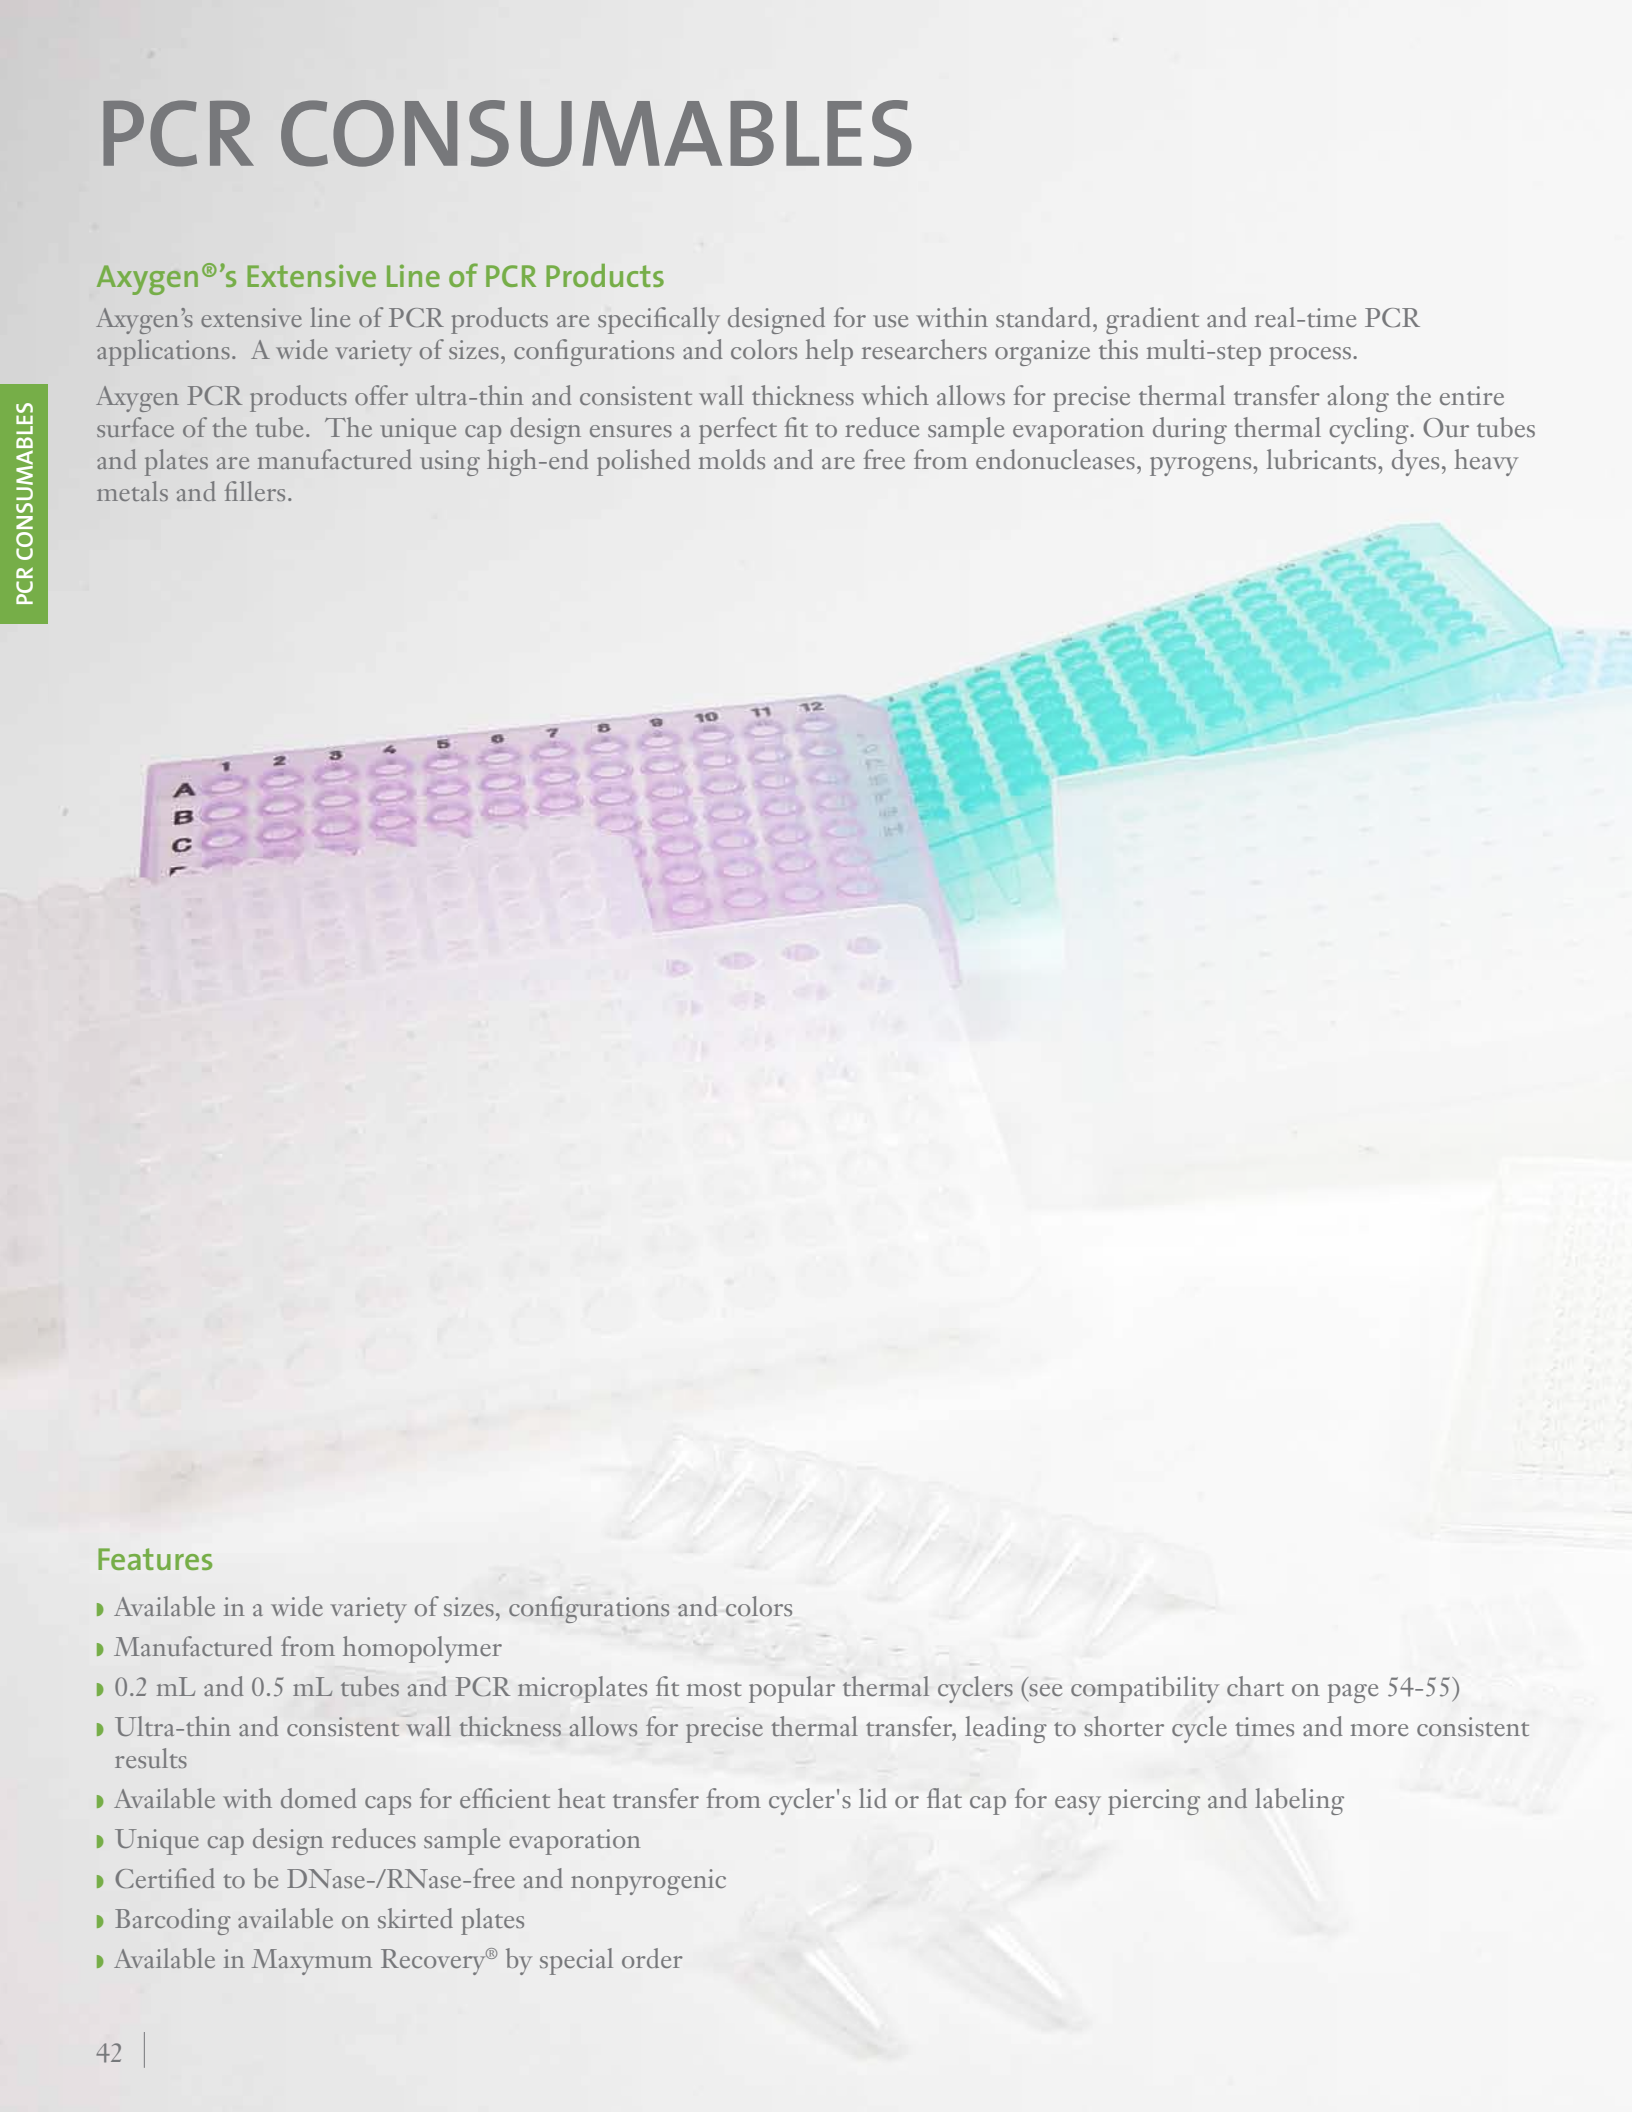 PCR CONSUMABLES
Axygen®’s Extensive Line of PCR Products
Axygen’s extensive line of PCR products are specifically designed for use within standard, gradient and real-time PCR
applications.  A wide variety of sizes, configurations and colors help researchers organize this multi-step process.
Axygen PCR products offer ultra-thin and consistent wall thickness which allows for precise thermal transfer along the entire
surface of the tube.  The unique cap design ensures a perfect fit to reduce sample evaporation during thermal cycling. Our tubes
and plates are manufactured using high-end polished molds and are free from endonucleases, pyrogens, lubricants, dyes, heavy
metals and fillers.
PCR CONSUMABLES
1 2 3 4 5 6 7 8 9 10 11 12
A
B
C
H
Features
◗ Available in a wide variety of sizes, configurations and colors
◗ Manufactured from homopolymer
◗ 0.2 mL and 0.5 mL tubes and PCR microplates fit most popular thermal cyclers (see compatibility chart on page 54-55)
◗ Ultra-thin and consistent wall thickness allows for precise thermal transfer, leading to shorter cycle times and more consistent
results
◗ Available with domed caps for efficient heat transfer from cycler's lid or flat cap for easy piercing and labeling
◗ Unique cap design reduces sample evaporation
◗ Certified to be DNase-/RNase-free and nonpyrogenic
◗ Barcoding available on skirted plates
◗ Available in Maxymum Recovery® by special order
42